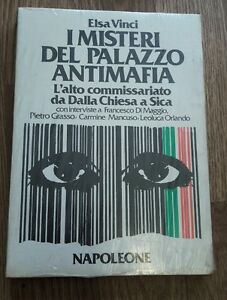 Elsa Vinci
I MISTERI
DEL PALAZZO
ANTIMAFIA
L'alto commissariato
da Dalla Chiesa a Sica
con interviste a Francesco Di Maggio,
Pietro Grasso, Carmine Mancuso, Leoluca Orlando
NAPOLEONE